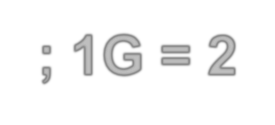 ; 1G = 2